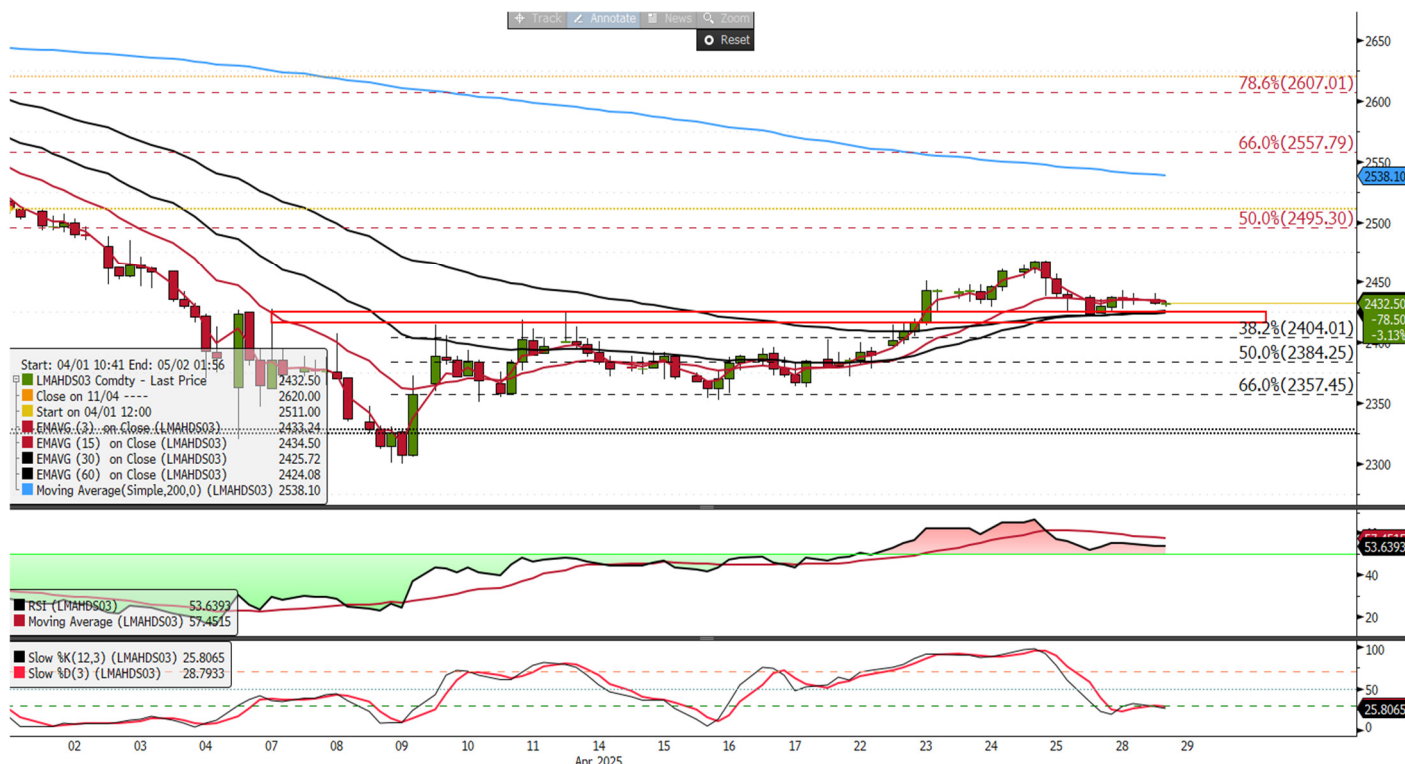 Track Annotate News Zoom
Reset
2650
78.6%(2607.01)
2600
66.0%(2557.79)
2550
2538.10
50.0%(2495.30)
2500
2450
2432.50
-78.50
-3.13%
38.2%(2404.01)
2400
50.0%(2384.25)
66.0%(2357.45)
2350
2300
Start: 04/01 10:41 End: 05/02 01:56
LMAHDS03 Comdty - Last Price 2432.50
Close on 11/04 ---- 2620.00
Start on 04/01 12:00 2511.00
EMAVG (3) on Close (LMAHDS03) 2433.24
EMAVG (15) on Close (LMAHDS03) 2434.50
EMAVG (30) on Close (LMAHDS03) 2425.72
EMAVG (60) on Close (LMAHDS03) 2424.08
Moving Average(Simple,200,0) (LMAHDS03) 2538.10
57.4515
53.6393
40
20
RSI (LMAHDS03) 53.6393
Moving Average (LMAHDS03) 57.4515
Slow %K(12,3) (LMAHDS03) 25.8065
Slow %D(3) (LMAHDS03) 28.7933
100
50
25.8065
0
02 03 04 07 08 09 10 11 14 15 16 17 22 23 24 25 28 29
Apr 2025